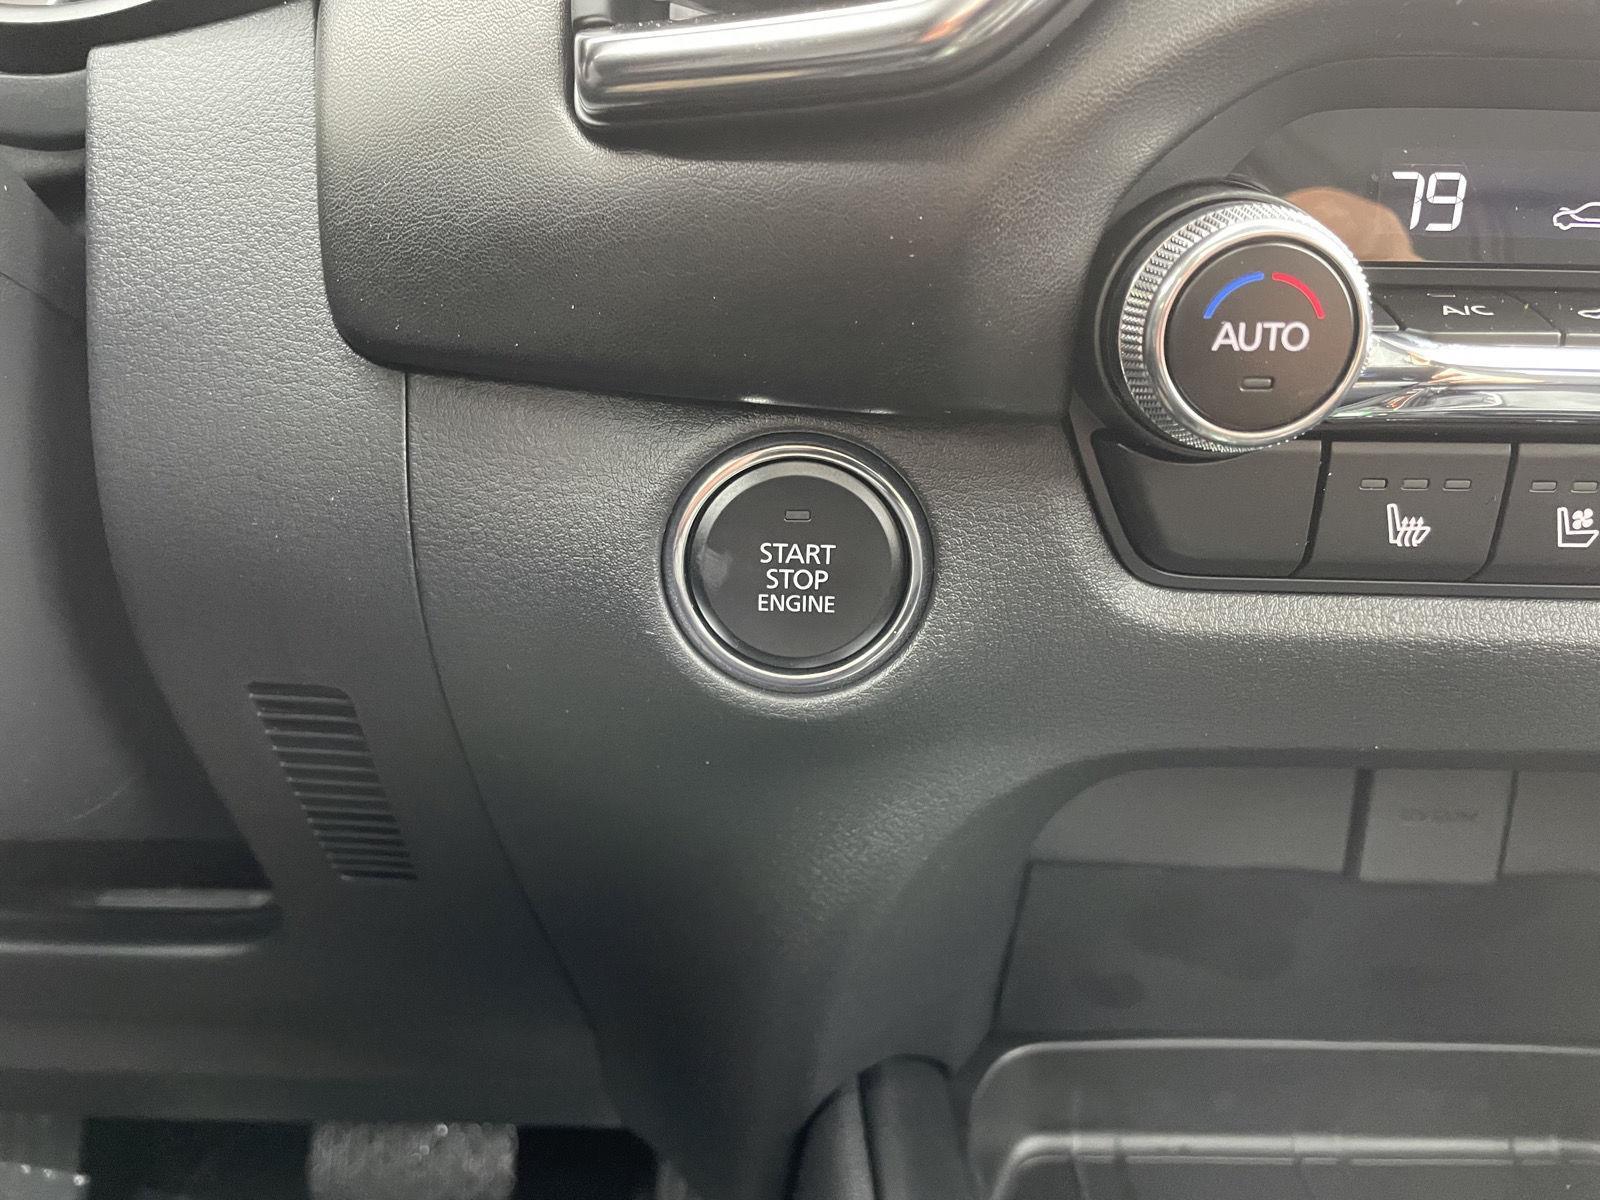 79
A/C
AUTO
START
STOP
ENGINE